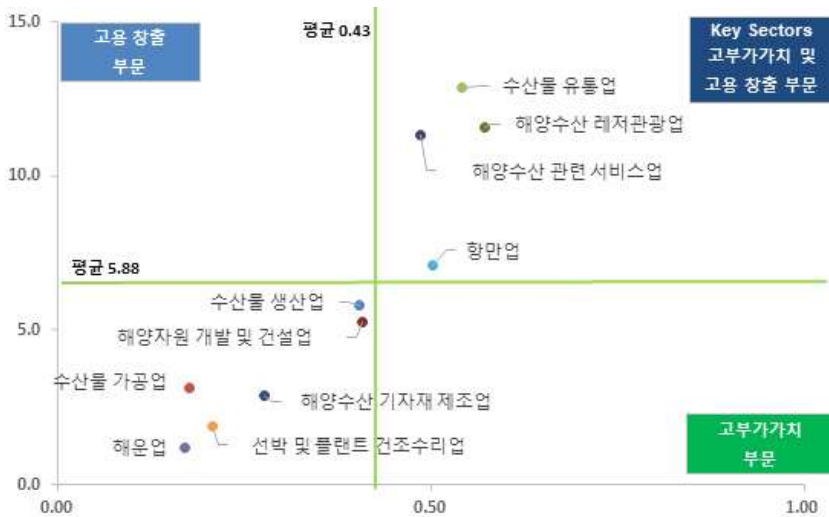 15.0
고용 창출
부문
평균 0.43
Key Sectors
고부가가치 및
고용 창출 부문
수산물 유통업
해양수산 레저관광업
해양수산 관련 서비스업
10.0
항만업
평균 5.88
수산물 생산업
5.0
해양자원 개발 및 건설업
수산물 가공업
해양수산 기자재 제조업
해운업
선박 및 플랜트 건조수리업
고부가가치
부문
0.0
0.00
0.50
1.00